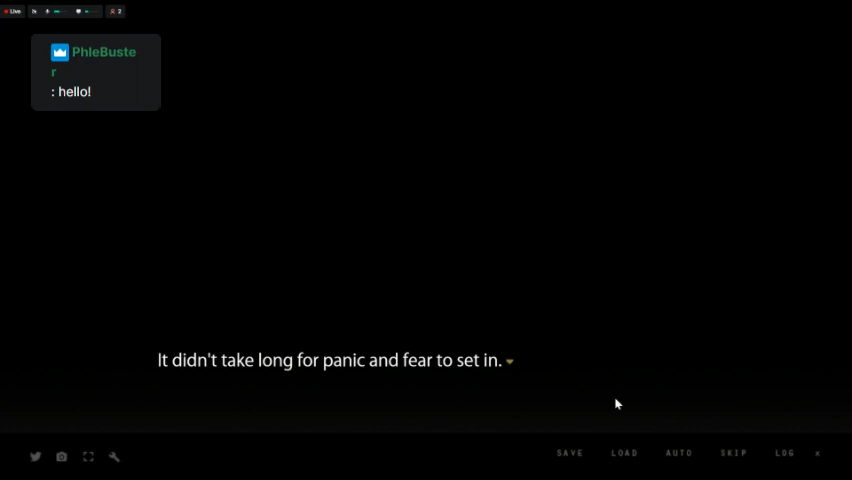 Live 1x 2
PhleBuste
r
: hello!
It didn't take long for panic and fear to set in.
SAVE LOAD AUTO SKIP LOG ×